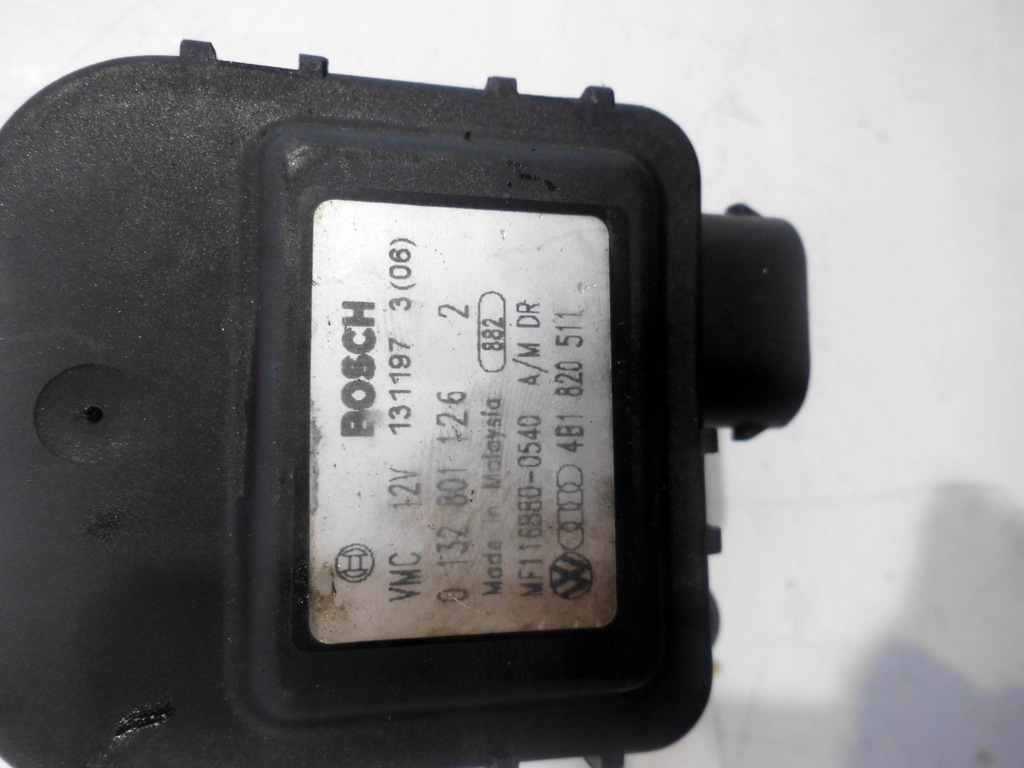 BOSCH
VMC 12V 131197 3(06)
0 132 801 126 2
Made in Malaysia 882
MF116880-0540 A/M DR
4B1 820 511